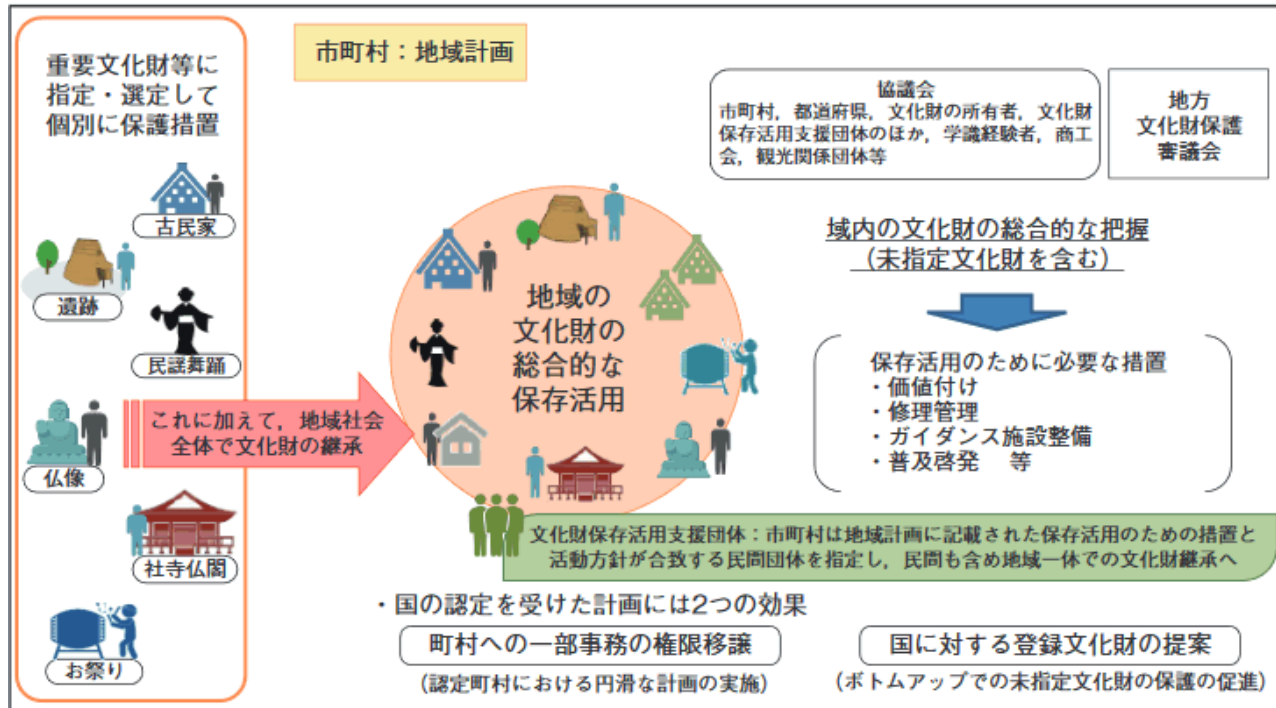 重要文化財等に
指定・選定して
個別に保護措置
古民家
遺跡
民謡舞踊
仏像
社寺仏閣
お祭り
市町村：地域計画
これに加えて，地域社会
全体で文化財の継承
地域の
文化財の
総合的な
保存活用
協議会
市町村，都道府県，文化財の所有者，文化財
保存活用支援団体のほか，学識経験者，商工
会，観光関係団体等
地方
文化財保護
審議会
域内の文化財の総合的な把握
（未指定文化財を含む）
保存活用のために必要な措置
・価値付け
・修理管理
・ガイダンス施設整備
・普及啓発　等
文化財保存活用支援団体：市町村は地域計画に記載された保存活用のための措置と
活動方針が合致する民間団体を指定し，民間も含め地域一体での文化財継承へ
・国の認定を受けた計画には2つの効果
町村への一部事務の権限移譲
（認定町村における円滑な計画の実施）
国に対する登録文化財の提案
（ボトムアップでの未指定文化財の保護の促進）